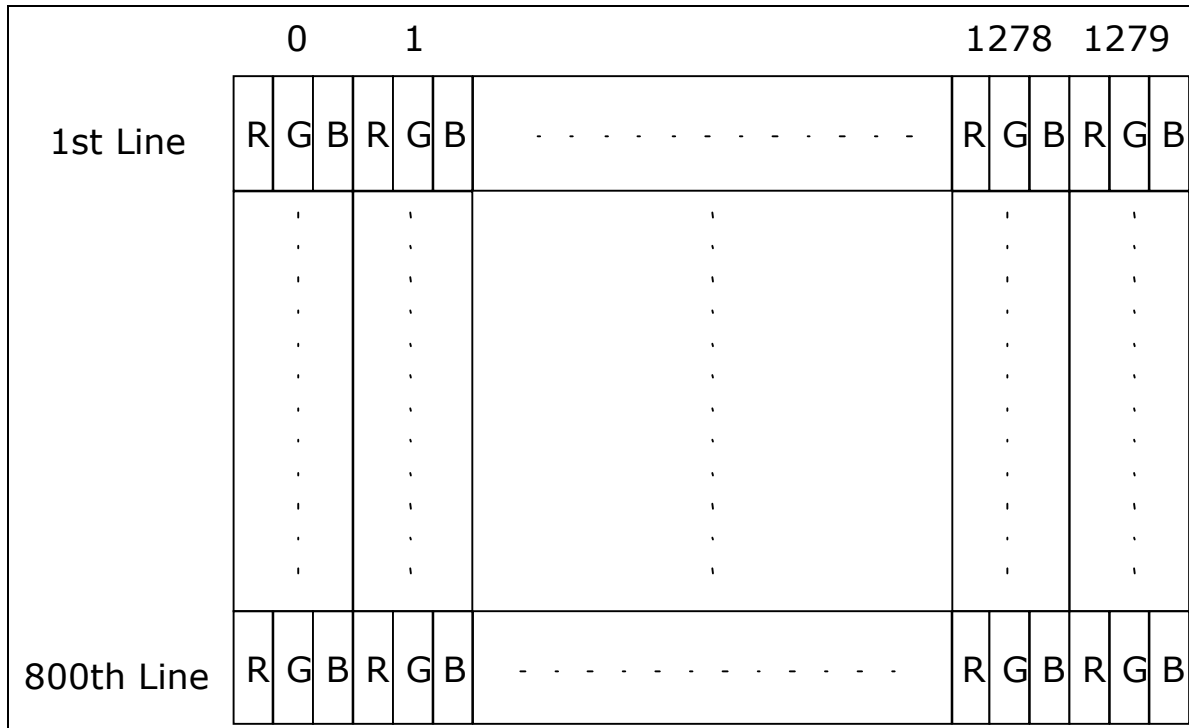 0 1 1278 1279
1st Line R G B R G B - - - - - - - - - - - - R G B R G B
800th Line R G B R G B - - - - - - - - - - - - R G B R G B